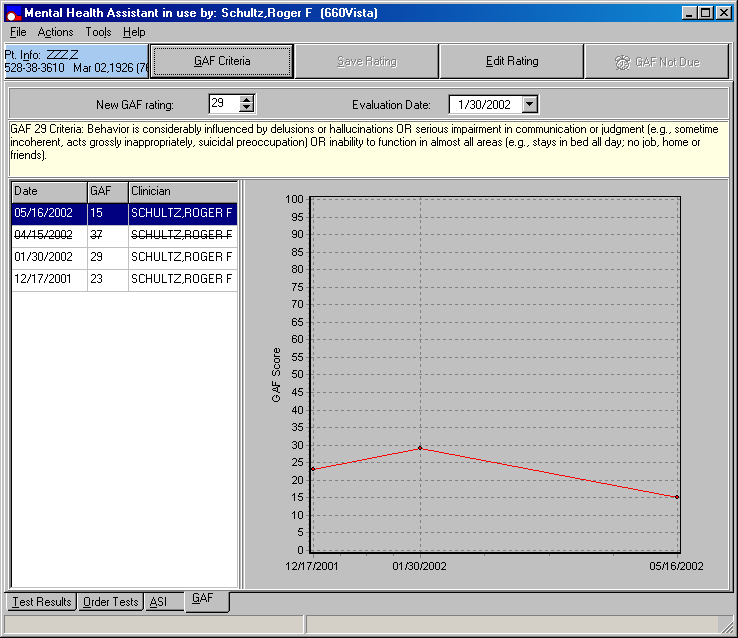 Mental Health Assistant in use by: Schultz,Roger F (660Vista)
File Actions Tools Help
Pt. Info: ZZZ,Z
528-38-3610 Mar 02,1926 (76
GAF Criteria
Save Rating
Edit Rating
GAF Not Due
New GAF rating: 29
Evaluation Date: 1/30/2002
GAF 29 Criteria: Behavior is considerably influenced by delusions or hallucinations OR serious impairment in communication or judgment (e.g., sometime
incoherent, acts grossly inappropriately, suicidal preoccupation) OR inability to function in almost all areas (e.g., stays in bed all day; no job, home or
friends).
Date GAF Clinician
05/16/2002 15 SCHULTZ,ROGER F
04/15/2002 37 SCHULTZ,ROGER F
01/30/2002 29 SCHULTZ,ROGER F
12/17/2001 23 SCHULTZ,ROGER F
GAF Score
100
95
90
85
80
75
70
65
60
55
50
45
40
35
30
25
20
15
10
5
0
12/17/2001 01/30/2002 05/16/2002
Test Results Order Tests ASI GAF